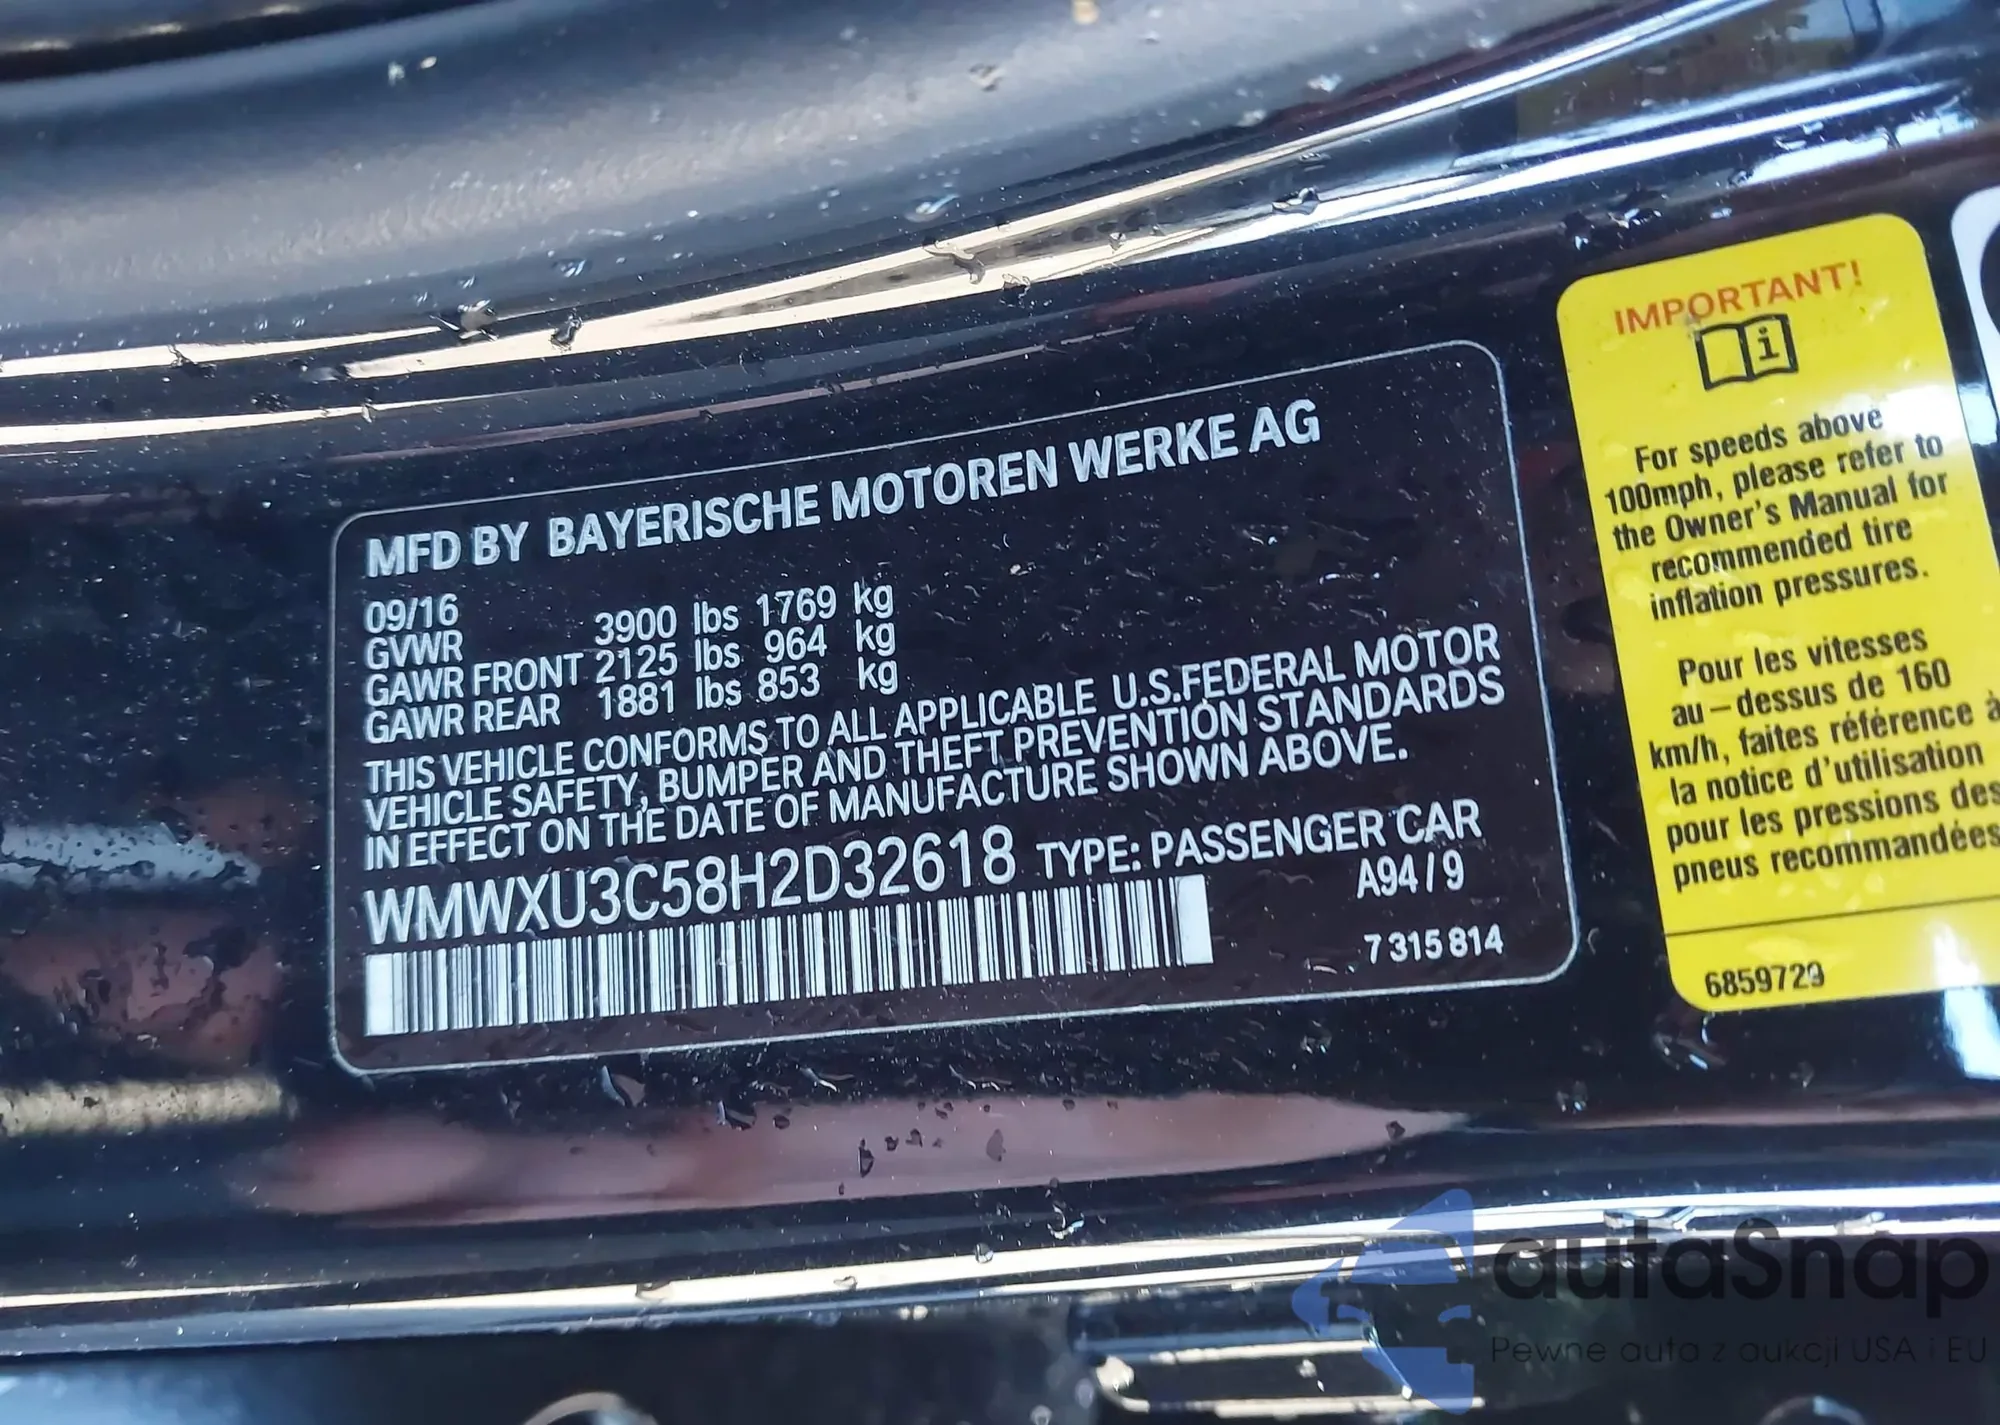 MFD BY BAYERISCHE MOTOREN WERKE AG
09/16
GVWR 3900 lbs 1769 kg
GAWR FRONT 2125 lbs 964 kg
GAWR REAR 1881 lbs 853 kg
THIS VEHICLE CONFORMS TO ALL APPLICABLE U.S.FEDERAL MOTOR
VEHICLE SAFETY, BUMPER AND THEFT PREVENTION STANDARDS
IN EFFECT ON THE DATE OF MANUFACTURE SHOWN ABOVE.
WMWXU3C58H2D32618 TYPE: PASSENGER CAR
A94/9
7 315 814
IMPORTANT!
i
For speeds above
100mph, please refer to
the Owner's Manual for
recommended tire
inflation pressures.
Pour les vitesses
au-dessus de 160
km/h, faites référence à
la notice d'utilisation
pour les pressions des
pneus recommandées
6859729
autaSnap
Pewne auta z aukcji USA i EU